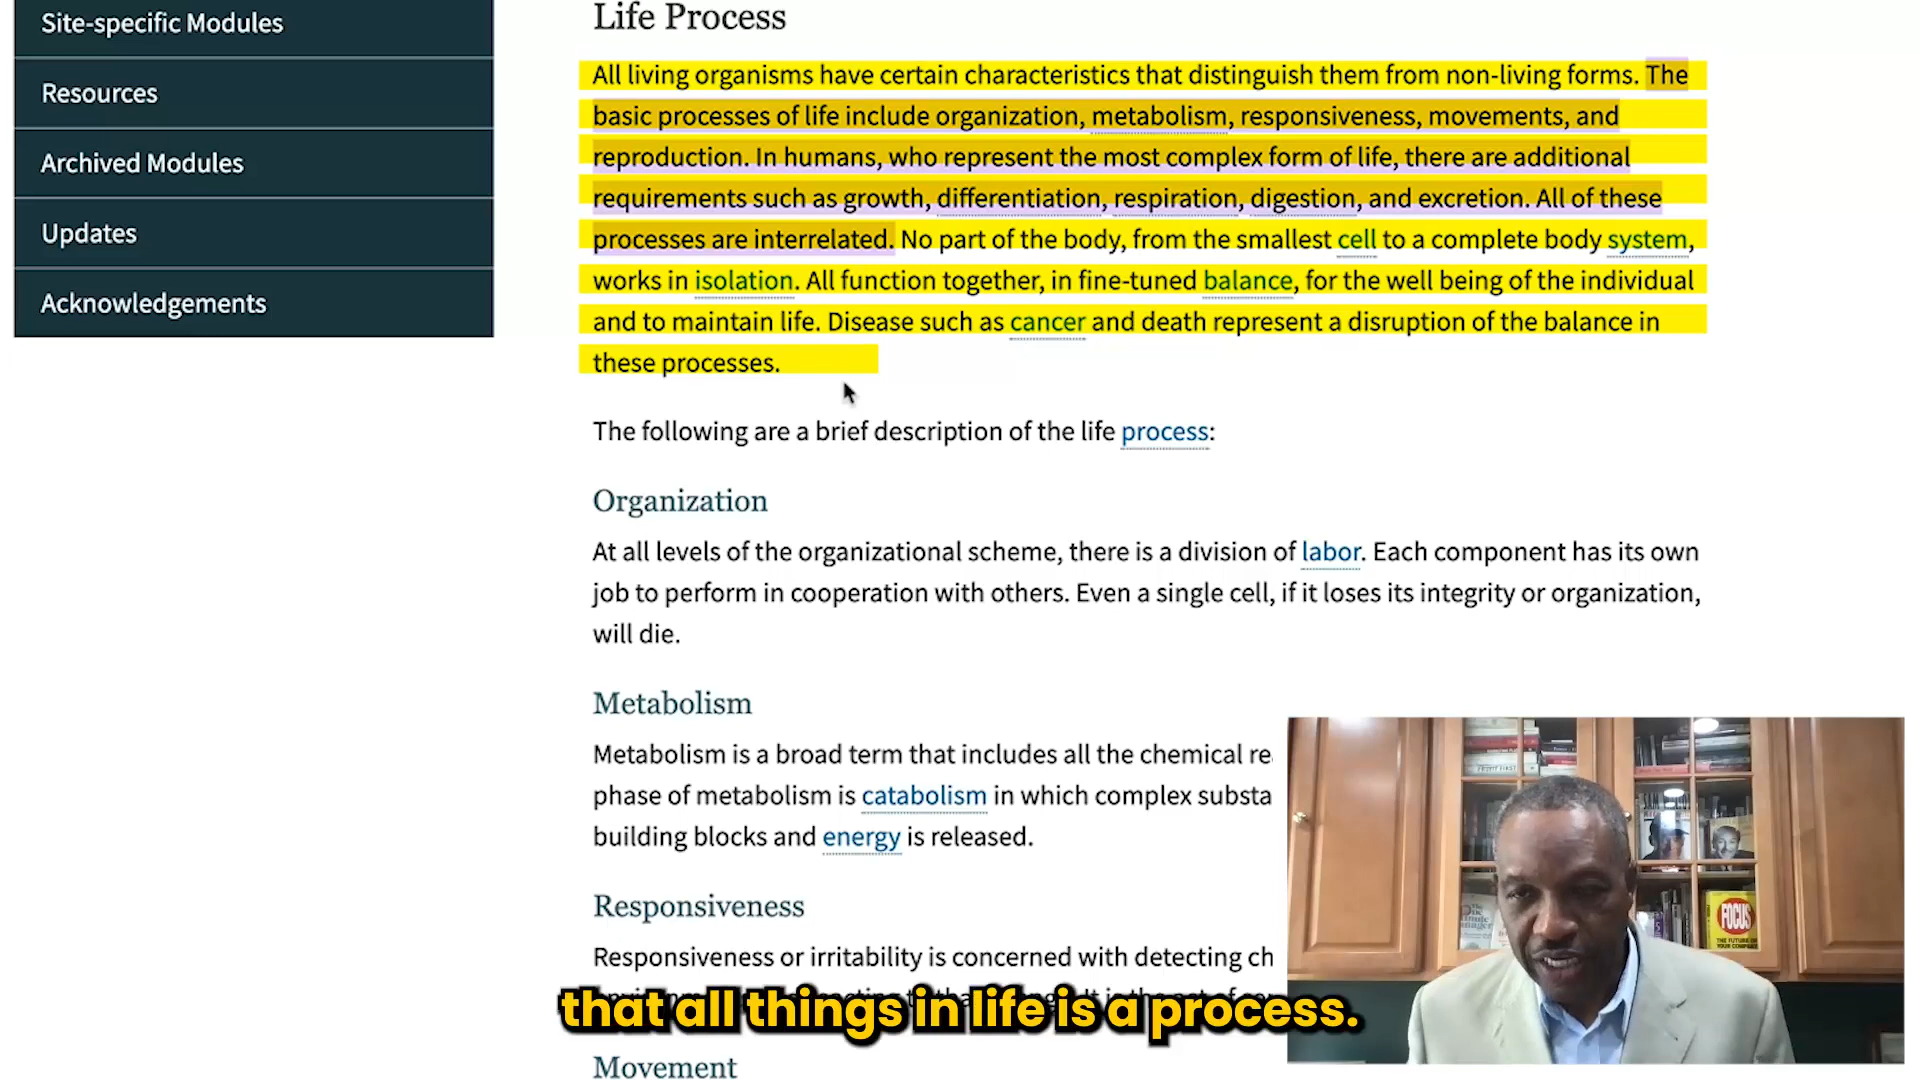 Site-specific Modules
Resources
Archived Modules
Updates
Acknowledgements
Life Process
All living organisms have certain characteristics that distinguish them from non-living forms. The
basic processes of life include organization, metabolism, responsiveness, movements, and
reproduction. In humans, who represent the most complex form of life, there are additional
requirements such as growth, differentiation, respiration, digestion, and excretion. All of these
processes are interrelated. No part of the body, from the smallest cell to a complete body system,
works in isolation. All function together, in fine-tuned balance, for the well being of the individual
and to maintain life. Disease such as cancer and death represent a disruption of the balance in
these processes.
The following are a brief description of the life process:
Organization
At all levels of the organizational scheme, there is a division of labor. Each component has its own
job to perform in cooperation with others. Even a single cell, if it loses its integrity or organization,
will die.
Metabolism
Metabolism is a broad term that includes all the chemical re
phase of metabolism is catabolism in which complex substa
building blocks and energy is released.
Responsiveness
Responsiveness or irritability is concerned with detecting ch
that all things in life is a process.
Movement
FOCUS
THE FUTURE OF
YOUR COMPANY